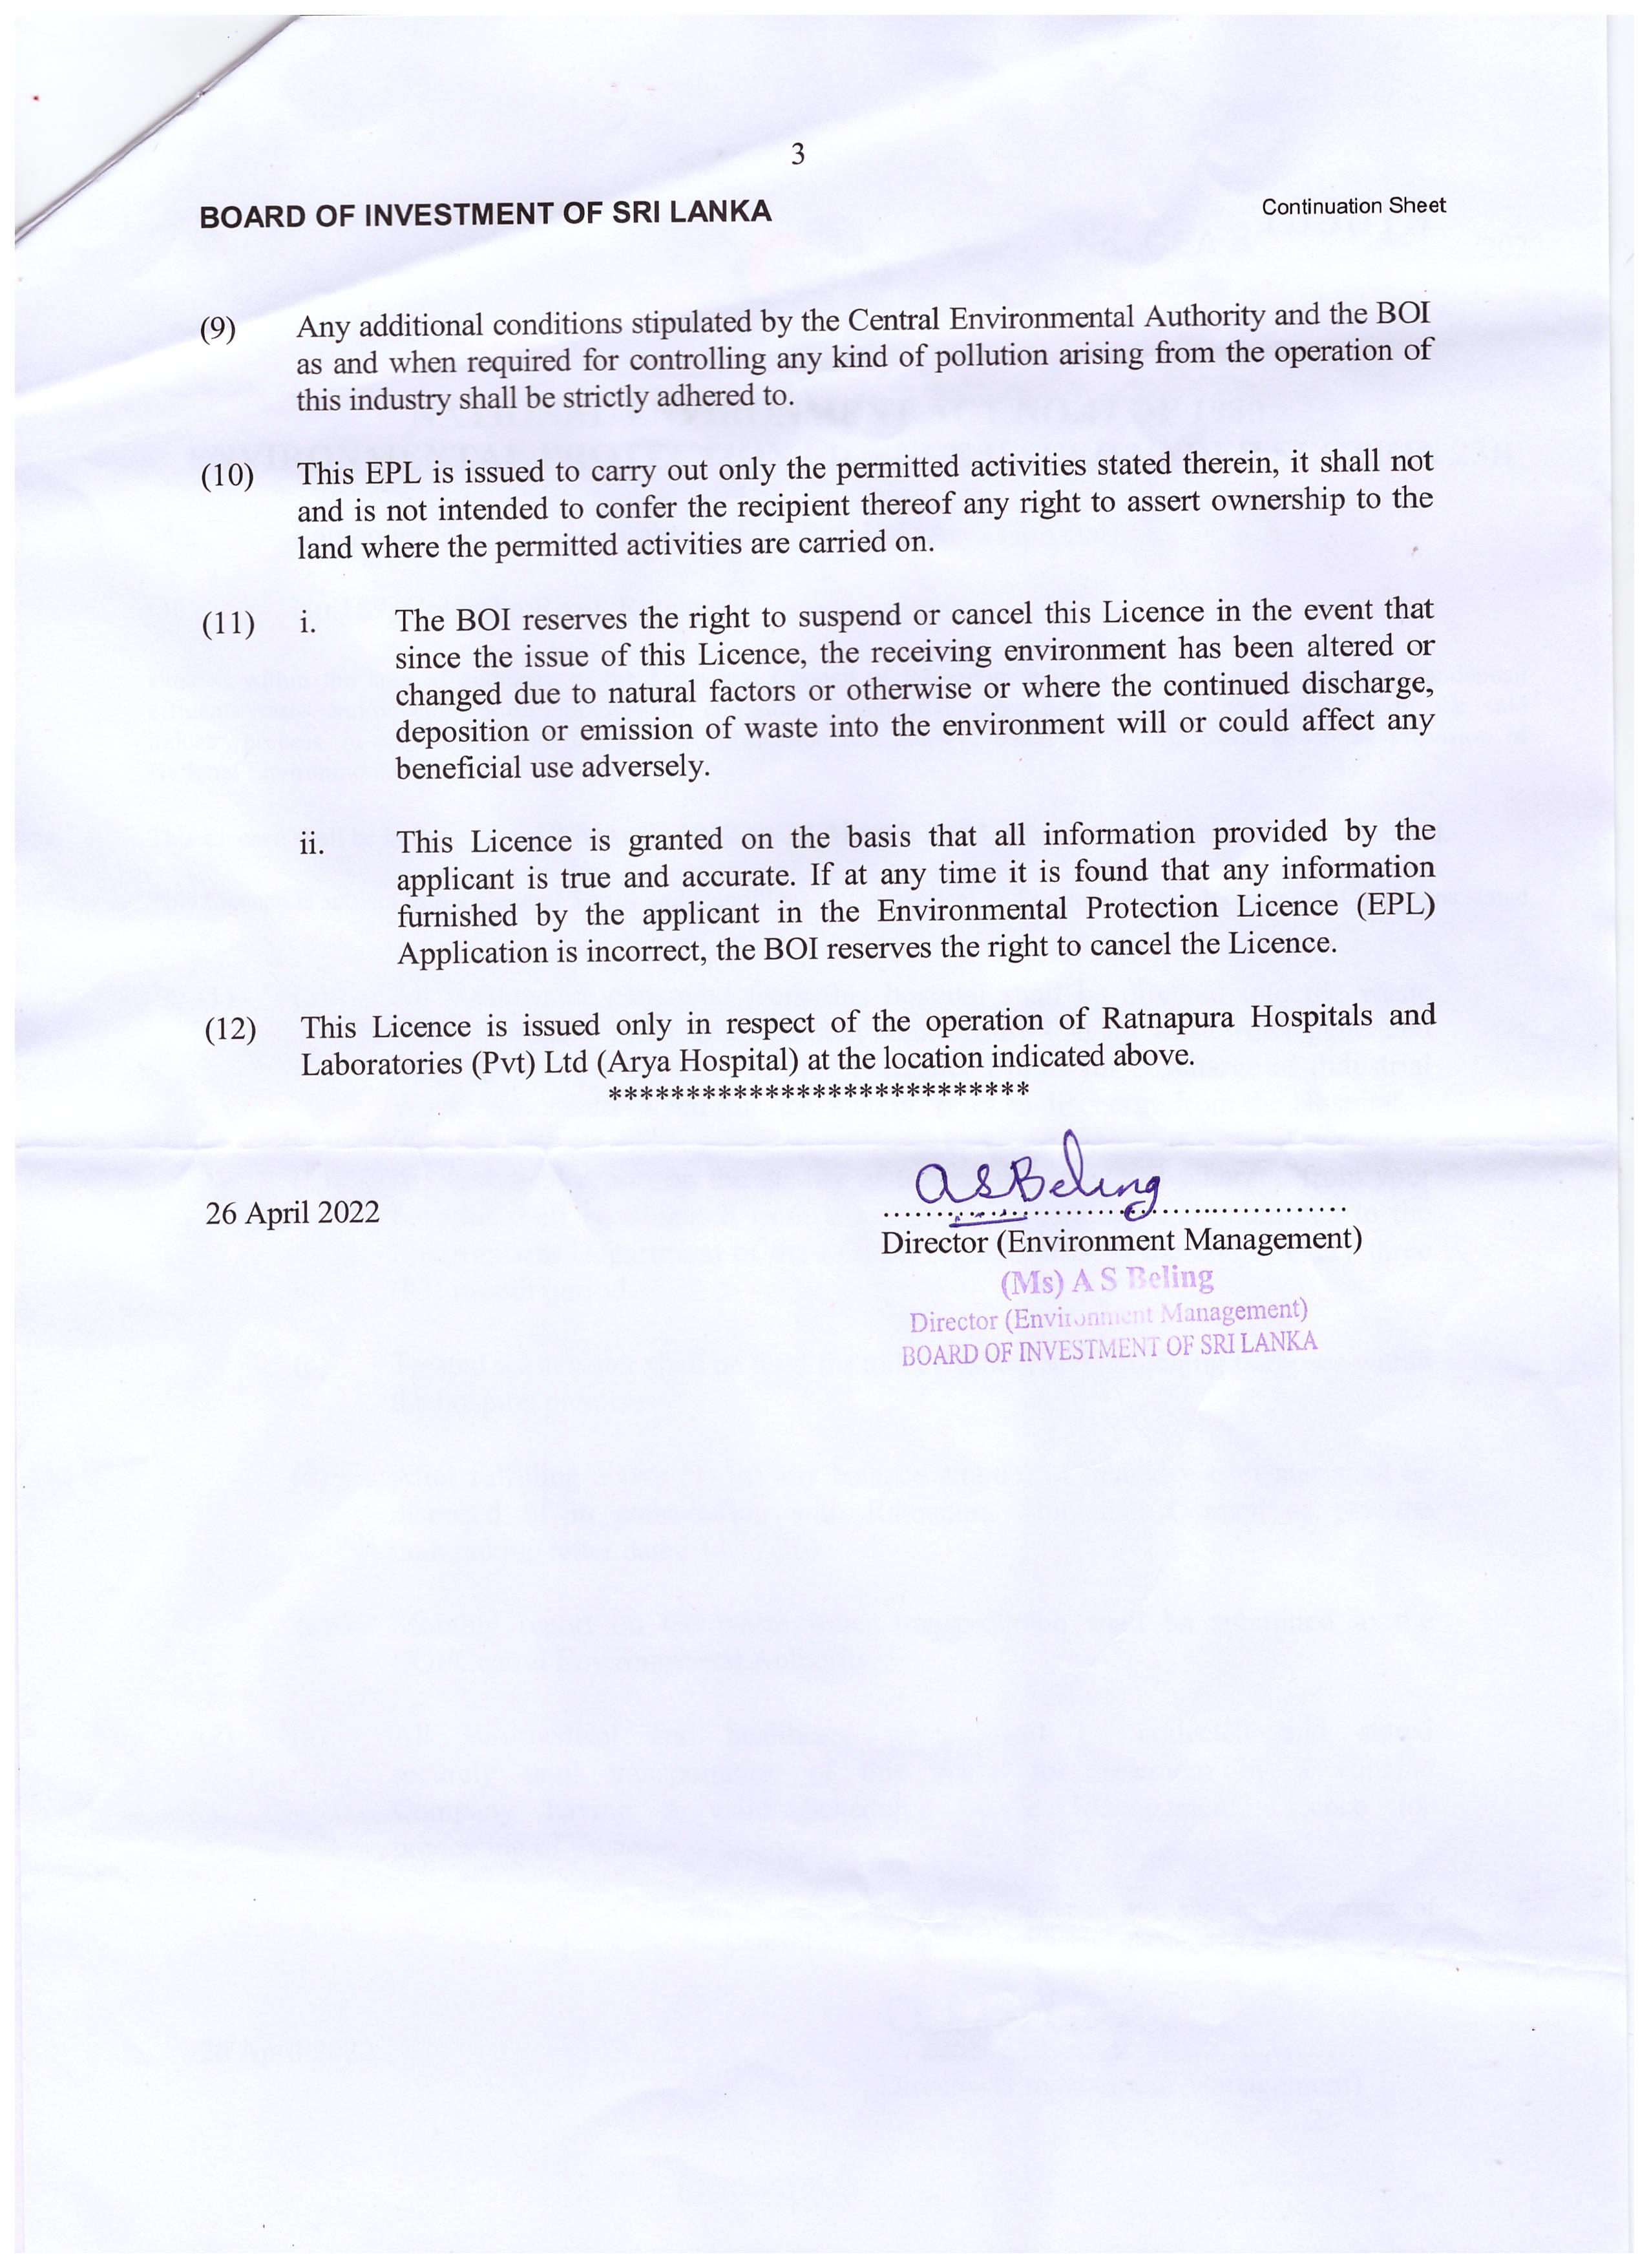 3
BOARD OF INVESTMENT OF SRI LANKA
Continuation Sheet
(9) Any additional conditions stipulated by the Central Environmental Authority and the BOI
as and when required for controlling any kind of pollution arising from the operation of
this industry shall be strictly adhered to.
(10) This EPL is issued to carry out only the permitted activities stated therein, it shall not
and is not intended to confer the recipient thereof any right to assert ownership to the
land where the permitted activities are carried on.
(11) i. The BOI reserves the right to suspend or cancel this Licence in the event that
since the issue of this Licence, the receiving environment has been altered or
changed due to natural factors or otherwise or where the continued discharge,
deposition or emission of waste into the environment will or could affect any
beneficial use adversely.
ii. This Licence is granted on the basis that all information provided by the
applicant is true and accurate. If at any time it is found that any information
furnished by the applicant in the Environmental Protection Licence (EPL)
Application is incorrect, the BOI reserves the right to cancel the Licence.
(12) This Licence is issued only in respect of the operation of Ratnapura Hospitals and
Laboratories (Pvt) Ltd (Arya Hospital) at the location indicated above.
***************************
ASBeling
26 April 2022
Director (Environment Management)
(Ms) A S Beling
Director (Environment Management)
BOARD OF INVESTMENT OF SRI LANKA